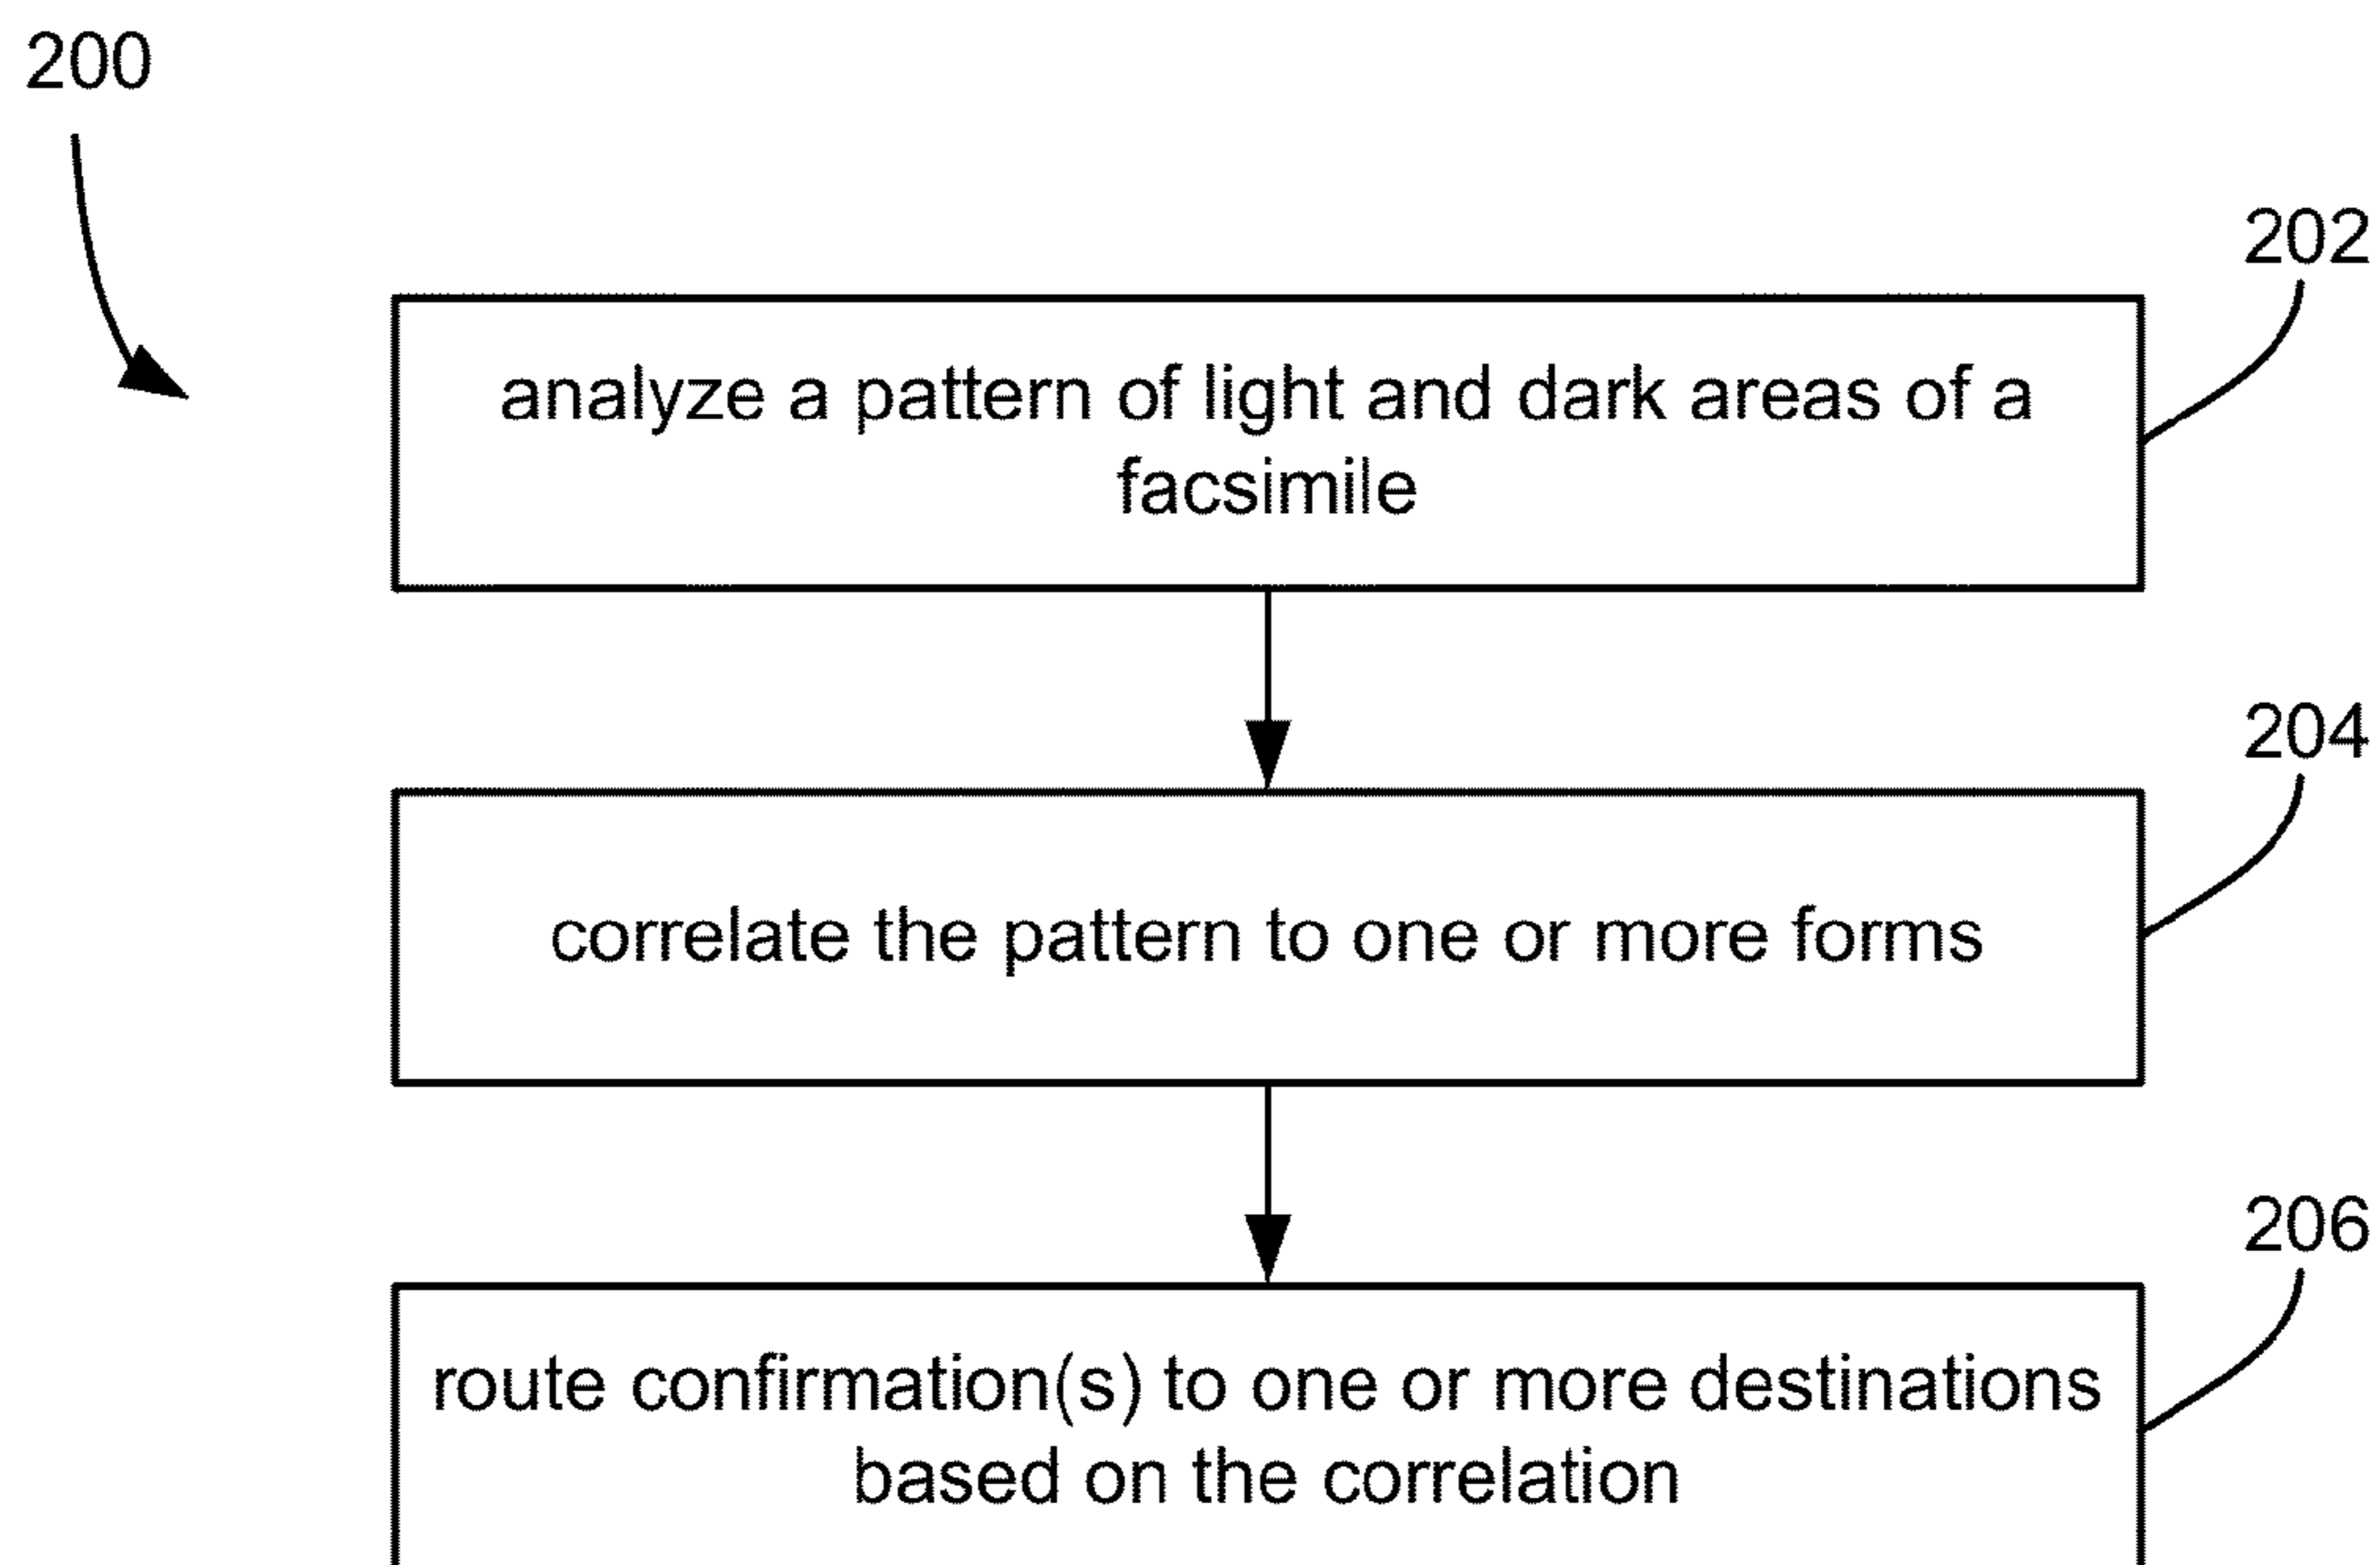 200
202
analyze a pattern of light and dark areas of a
facsimile
204
correlate the pattern to one or more forms
206
route confirmation(s) to one or more destinations
based on the correlation